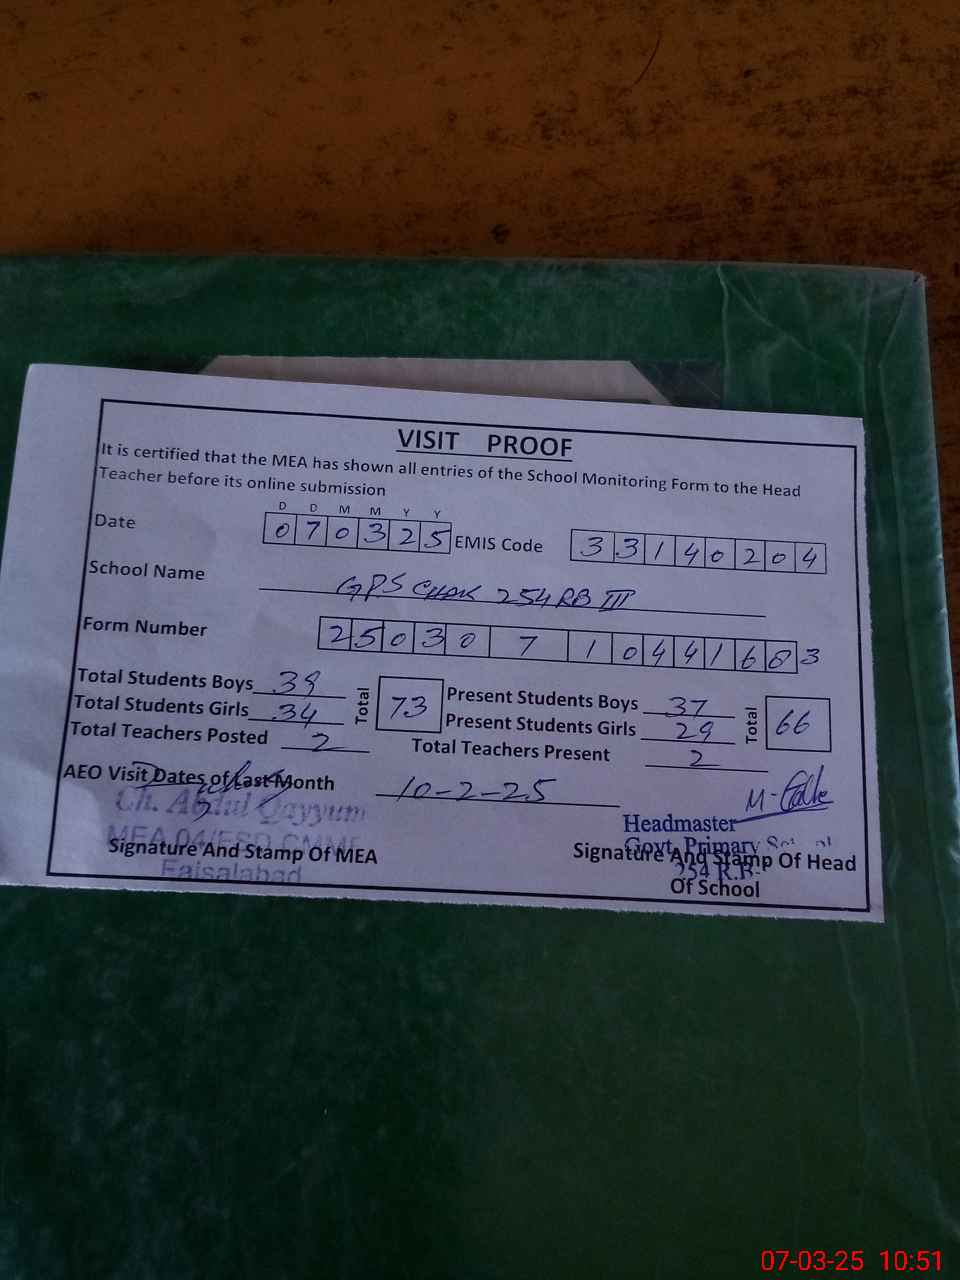 VISIT PROOF
It is certified that the MEA has shown all entries of the School Monitoring Form to the Head
Teacher before its online submission
D D M M Y Y
Date 0 7 0 3 2 5 EMIS Code 3 3 1 4 0 2 0 4
School Name GPS CHAK 254 RB III
Form Number 2 5 0 3 0 7 1 0 4 4 1 6 8 3
Total Students Boys 39 Total 73 Present Students Boys 37 Total 66
Total Students Girls 34 Present Students Girls 29
Total Teachers Posted 2 Total Teachers Present 2
AEO Visit Dates of Last Month 10-2-25
Ch. Abdul Qayyum
Headmaster
MEA 04/ESD CMMF
Govt. Primary
Signature And Stamp Of MEA
Signature And Stamp Of Head
Faisalabad
254 R.B-
Of School
07-03-25 10:51